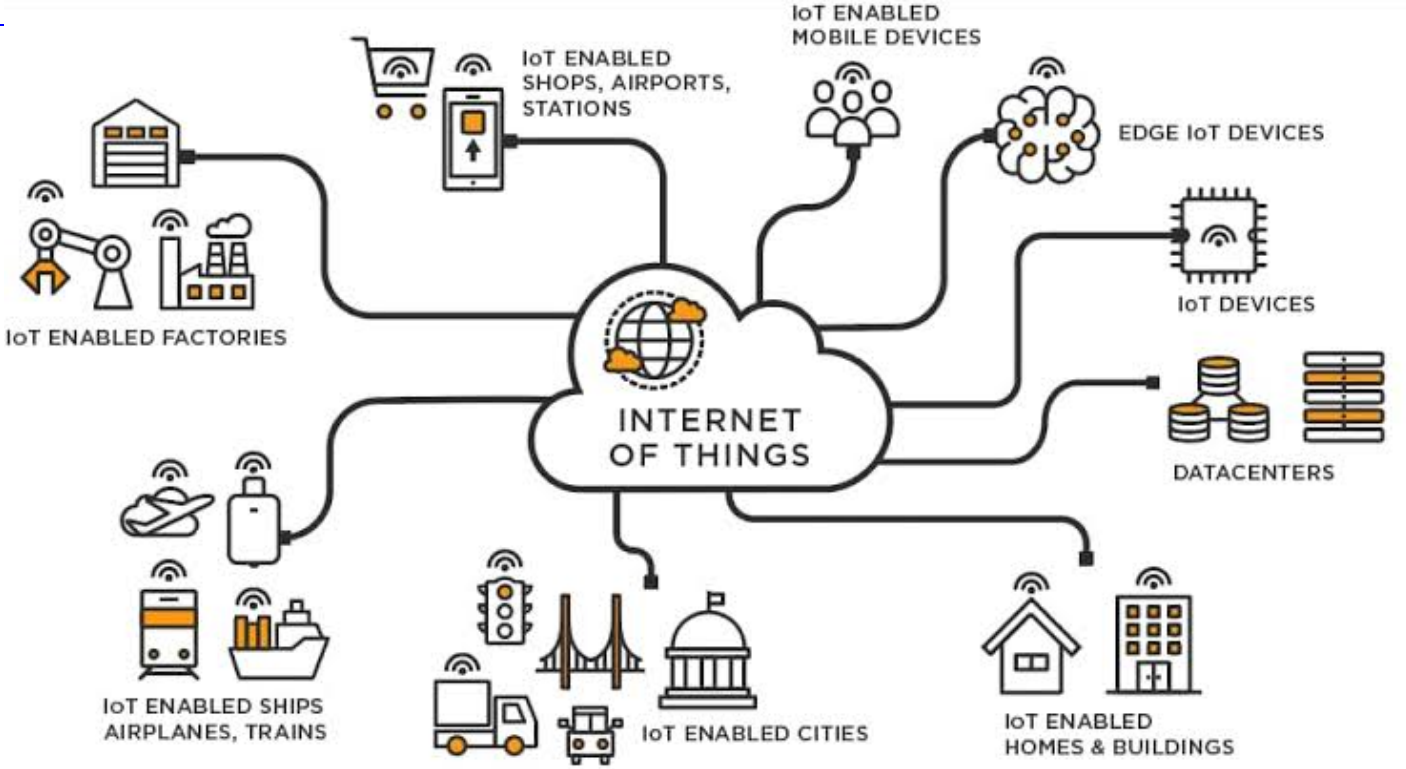 IoT ENABLED
SHOPS, AIRPORTS,
STATIONS
IoT ENABLED
MOBILE DEVICES
EDGE IoT DEVICES
IoT DEVICES
IoT ENABLED FACTORIES
INTERNET
OF THINGS
DATACENTERS
IoT ENABLED SHIPS
AIRPLANES, TRAINS
IoT ENABLED CITIES
IoT ENABLED
HOMES & BUILDINGS